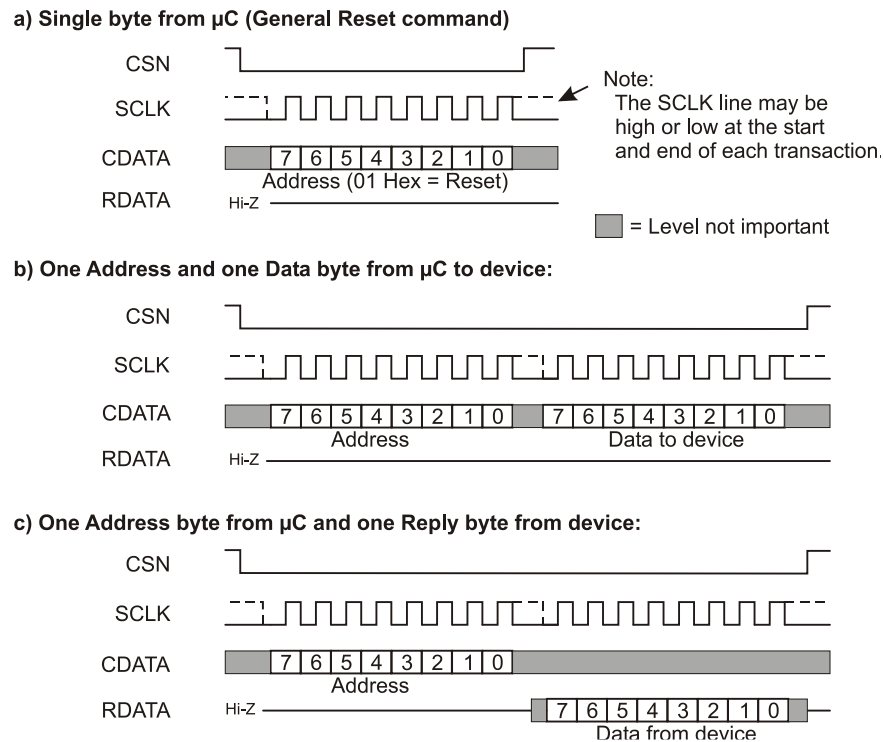 a) Single byte from µC (General Reset command)
CSN
SCLK
Note:
The SCLK line may be
high or low at the start
and end of each transaction.
CDATA 7 6 5 4 3 2 1 0
Address (01 Hex = Reset)
RDATA Hi-Z
= Level not important
b) One Address and one Data byte from µC to device:
CSN
SCLK
CDATA 7 6 5 4 3 2 1 0 7 6 5 4 3 2 1 0
Address Data to device
RDATA Hi-Z
c) One Address byte from µC and one Reply byte from device:
CSN
SCLK
CDATA 7 6 5 4 3 2 1 0
Address
RDATA Hi-Z 7 6 5 4 3 2 1 0
Data from device